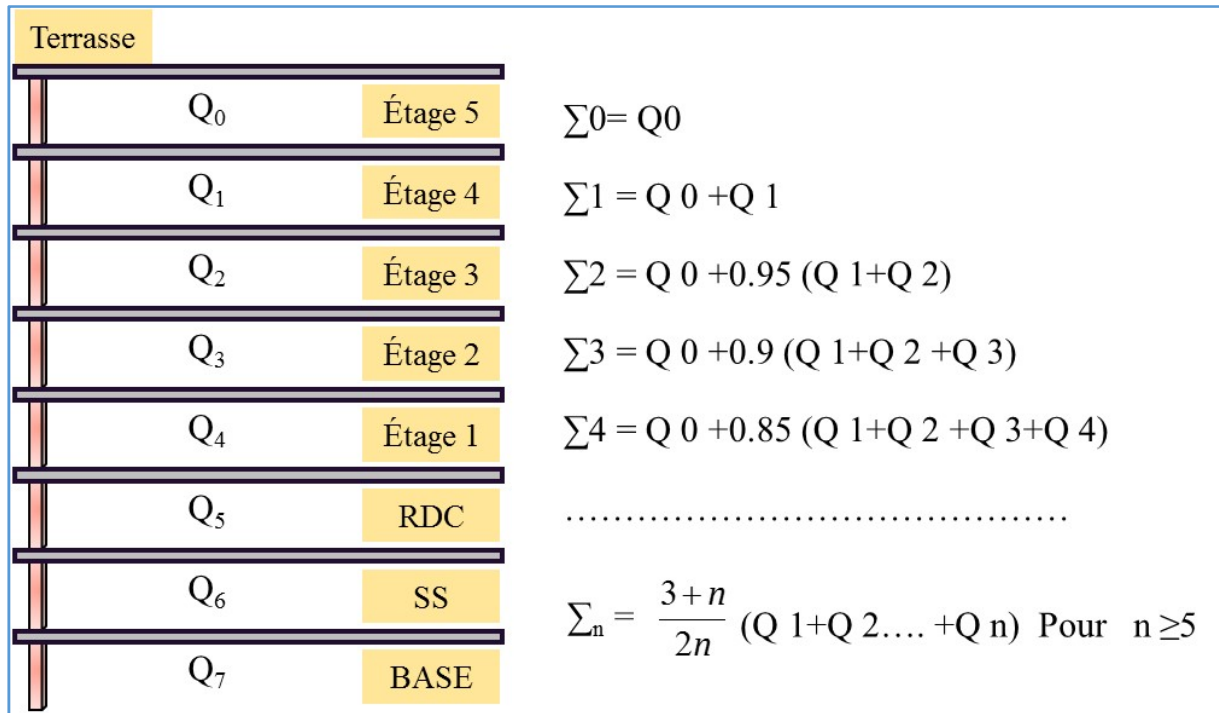 Terrasse
Q₀ Étage 5 ∑0= Q0
Q₁ Étage 4 ∑1 = Q 0 +Q 1
Q₂ Étage 3 ∑2 = Q 0 +0.95 (Q 1+Q 2)
Q₃ Étage 2 ∑3 = Q 0 +0.9 (Q 1+Q 2 +Q 3)
Q₄ Étage 1 ∑4 = Q 0 +0.85 (Q 1+Q 2 +Q 3+Q 4)
Q₅ RDC ..........................................
Q₆ SS ∑ₙ = (3 + n)/(2n) (Q 1+Q 2.... +Q n) Pour n ≥5
Q₇ BASE